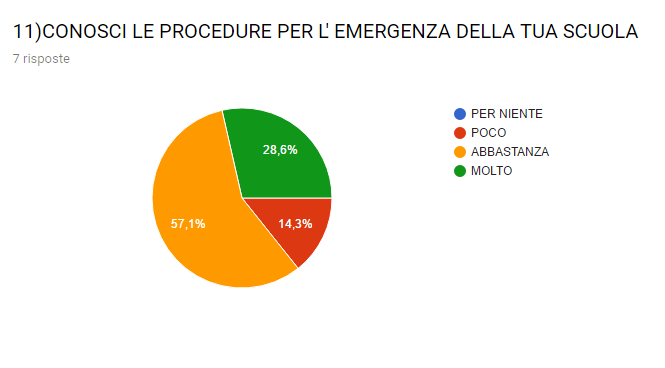 11)CONOSCI LE PROCEDURE PER L' EMERGENZA DELLA TUA SCUOLA
7 risposte
28,6%
57,1%
14,3%
PER NIENTE
POCO
ABBASTANZA
MOLTO